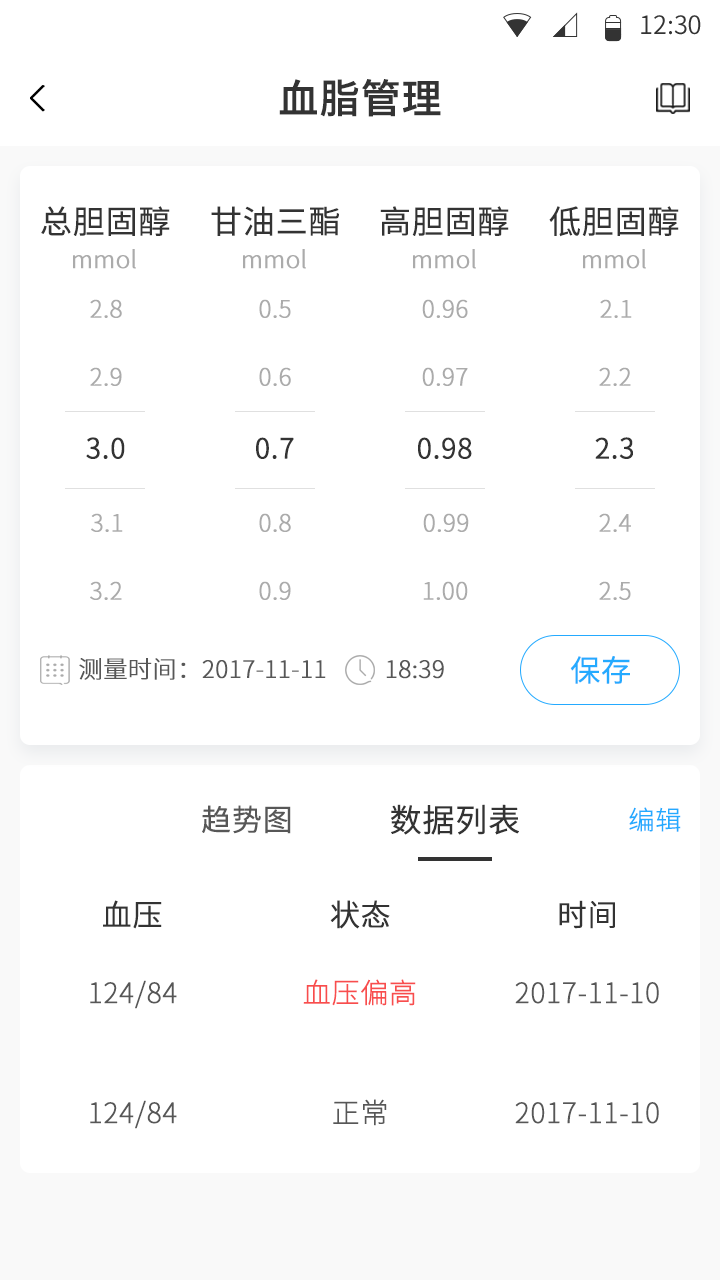 12:30
血脂管理
总胆固醇 甘油三酯 高胆固醇 低胆固醇
mmol mmol mmol mmol
2.8 0.5 0.96 2.1
2.9 0.6 0.97 2.2
3.0 0.7 0.98 2.3
3.1 0.8 0.99 2.4
3.2 0.9 1.00 2.5
测量时间：2017-11-11 18:39 保存
趋势图 数据列表 编辑
血压 状态 时间
124/84 血压偏高 2017-11-10
124/84 正常 2017-11-10